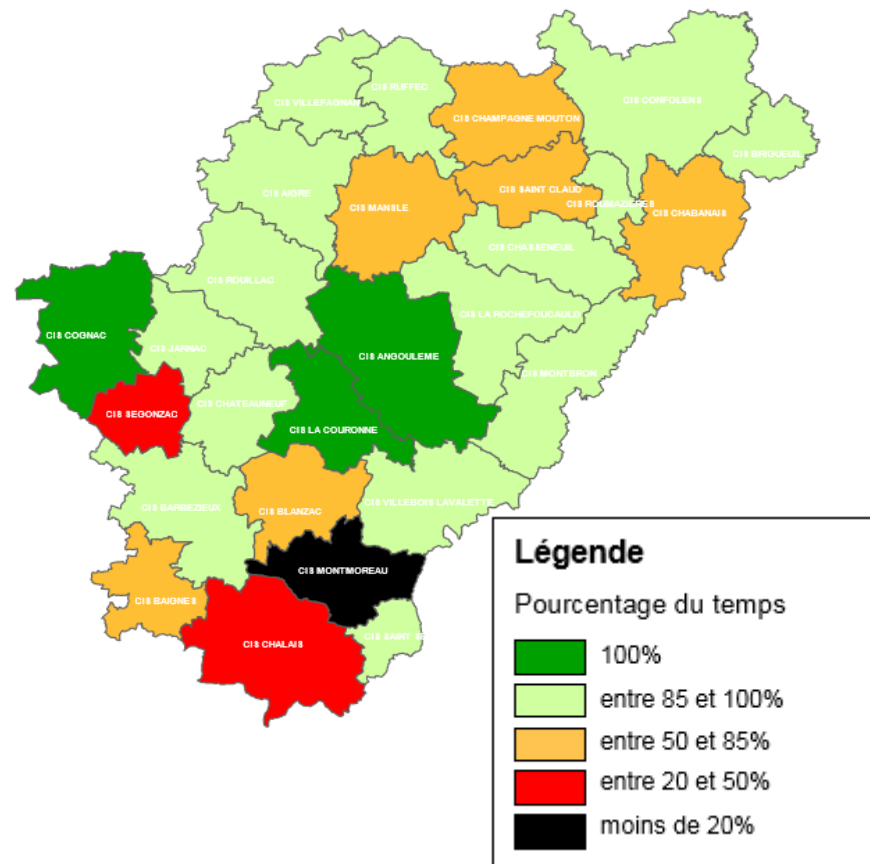 CIS RUFFEC
CIS VILLEFAGNAN
CIS CONFOLENS
CIS CHAMPAGNE MOUTON
CIS BRIGUEUIL
CIS SAINT CLAUD
CIS AIGRE
CIS ROUMAZIERES
CIS MANSLE
CIS CHABANAIS
CIS CHASSENEUIL
CIS ROUILLAC
CIS LA ROCHEFOUCAULD
CIS COGNAC
CIS JARNAC
CIS ANGOULEME
CIS MONTBRON
CIS CHATEAUNEUF
CIS SEGONZAC
CIS LA COURONNE
CIS VILLEBOIS LAVALETTE
CIS BARBEZIEUX
CIS BLANZAC
CIS MONTMOREAU
CIS BAIGNES
CIS SAINT SE
CIS CHALAIS
Légende
Pourcentage du temps
100%
entre 85 et 100%
entre 50 et 85%
entre 20 et 50%
moins de 20%